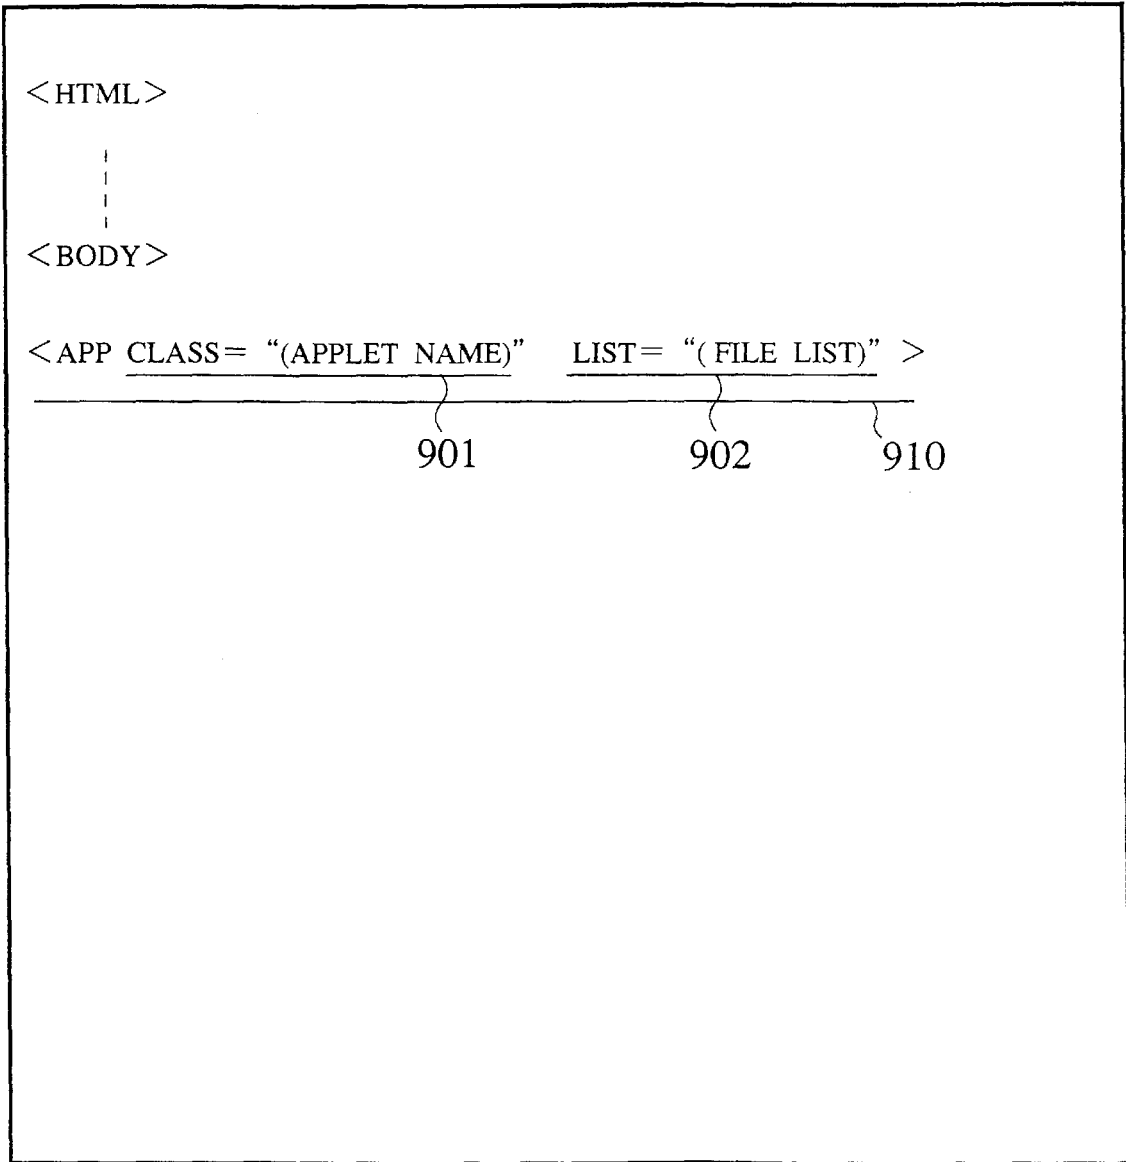 <HTML>
<BODY>
<APP CLASS= “(APPLET NAME)” LIST= “( FILE LIST)” >
901 902 910